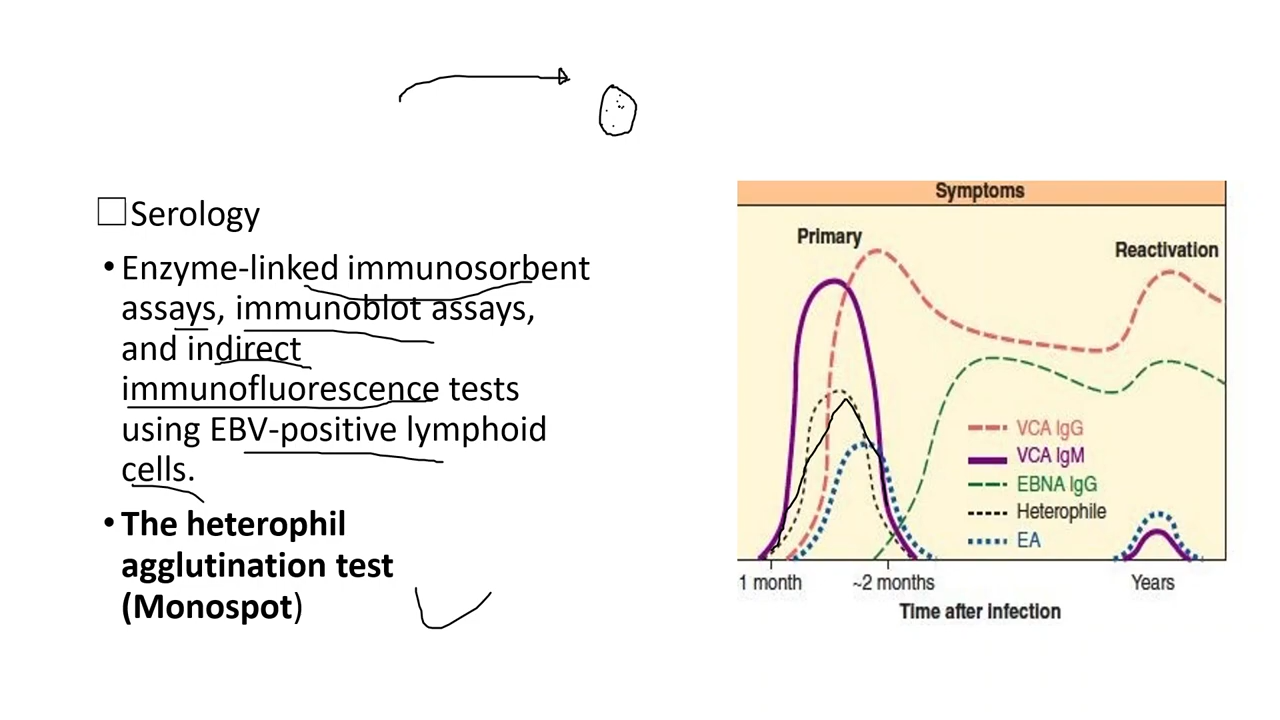 Serology
• Enzyme-linked immunosorbent
assays, immunoblot assays,
and indirect
immunofluorescence tests
using EBV-positive lymphoid
cells.
• The heterophil
agglutination test
(Monospot)
Symptoms
Primary
Reactivation
VCA IgG
VCA IgM
EBNA IgG
Heterophile
EA
1 month
~2 months
Years
Time after infection